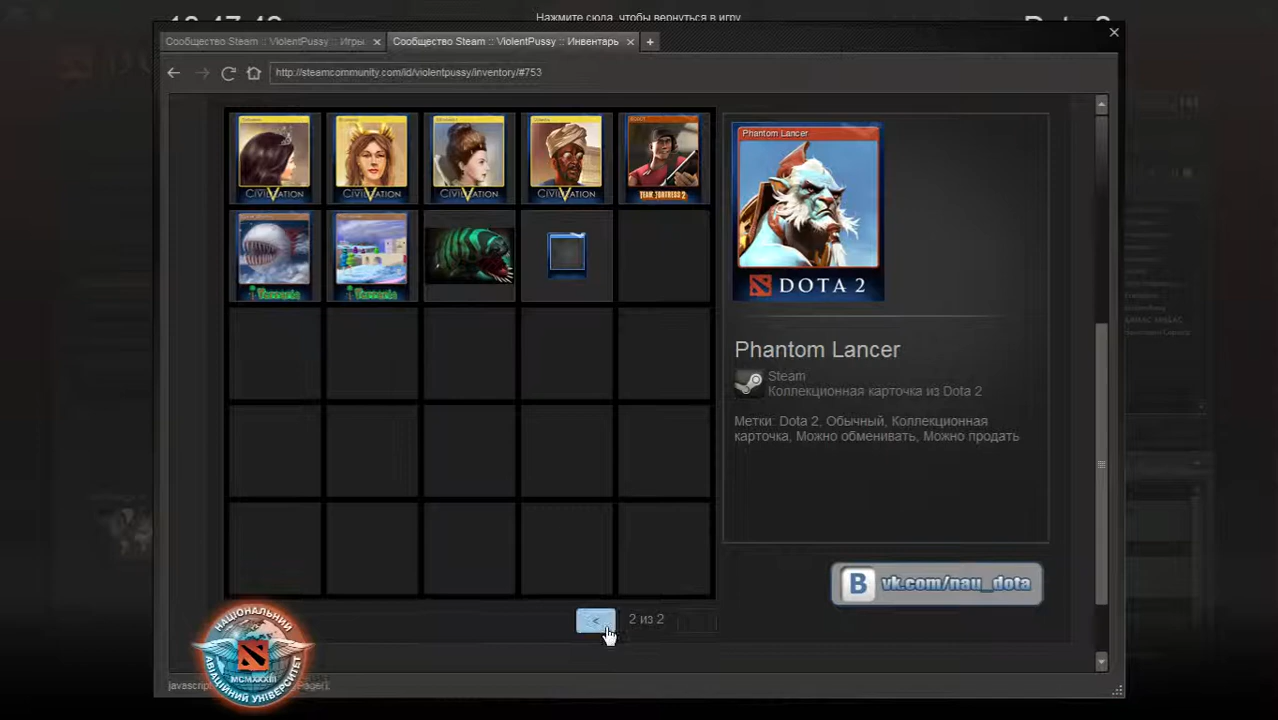 Нажмите сюда, чтобы вернуться в игру
Сообщество Steam :: ViolentPussy :: Игры
Сообщество Steam :: ViolentPussy :: Инвентарь
http://steamcommunity.com/id/violentpussy/inventory/#753
Phantom Lancer
DOTA 2
CIVILIZATION
CIVILIZATION
CIVILIZATION
CIVILIZATION
TEAM FORTRESS 2
Terraria
Terraria
Phantom Lancer
Steam
Коллекционная карточка из Dota 2
Метки: Dota 2, Обычный, Коллекционная
карточка, Можно обменивать, Можно продать
B vk.com/nau_dota
< 2 из 2
НАЦІОНАЛЬНИЙ
АВІАЦІЙНИЙ УНІВЕРСИТЕТ
MCMXXXIII